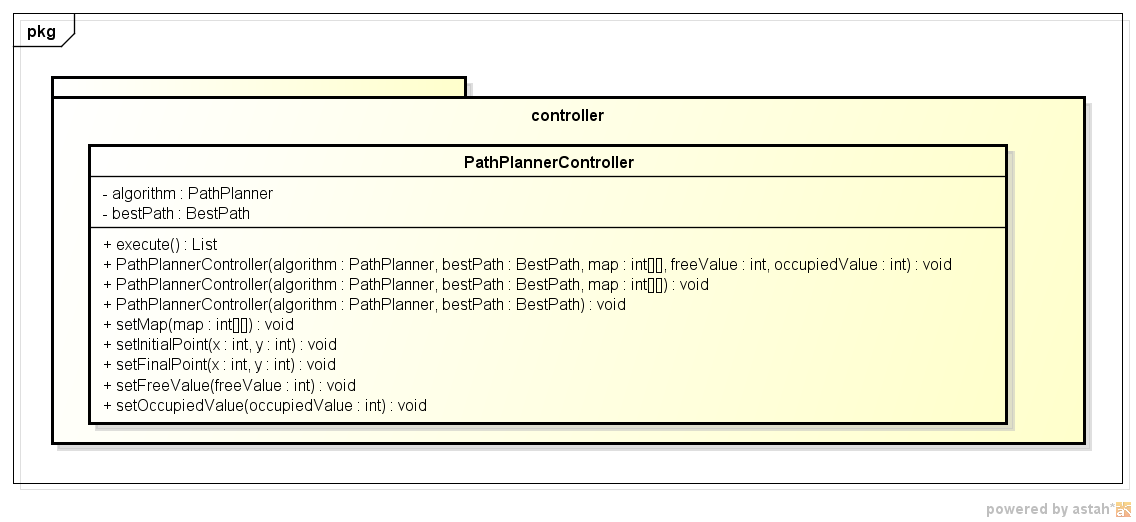 pkg
controller
PathPlannerController
- algorithm : PathPlanner
- bestPath : BestPath
+ execute() : List
+ PathPlannerController(algorithm : PathPlanner, bestPath : BestPath, map : int[][], freeValue : int, occupiedValue : int) : void
+ PathPlannerController(algorithm : PathPlanner, bestPath : BestPath, map : int[][]) : void
+ PathPlannerController(algorithm : PathPlanner, bestPath : BestPath) : void
+ setMap(map : int[][]) : void
+ setInitialPoint(x : int, y : int) : void
+ setFinalPoint(x : int, y : int) : void
+ setFreeValue(freeValue : int) : void
+ setOccupiedValue(occupiedValue : int) : void
powered by astah*